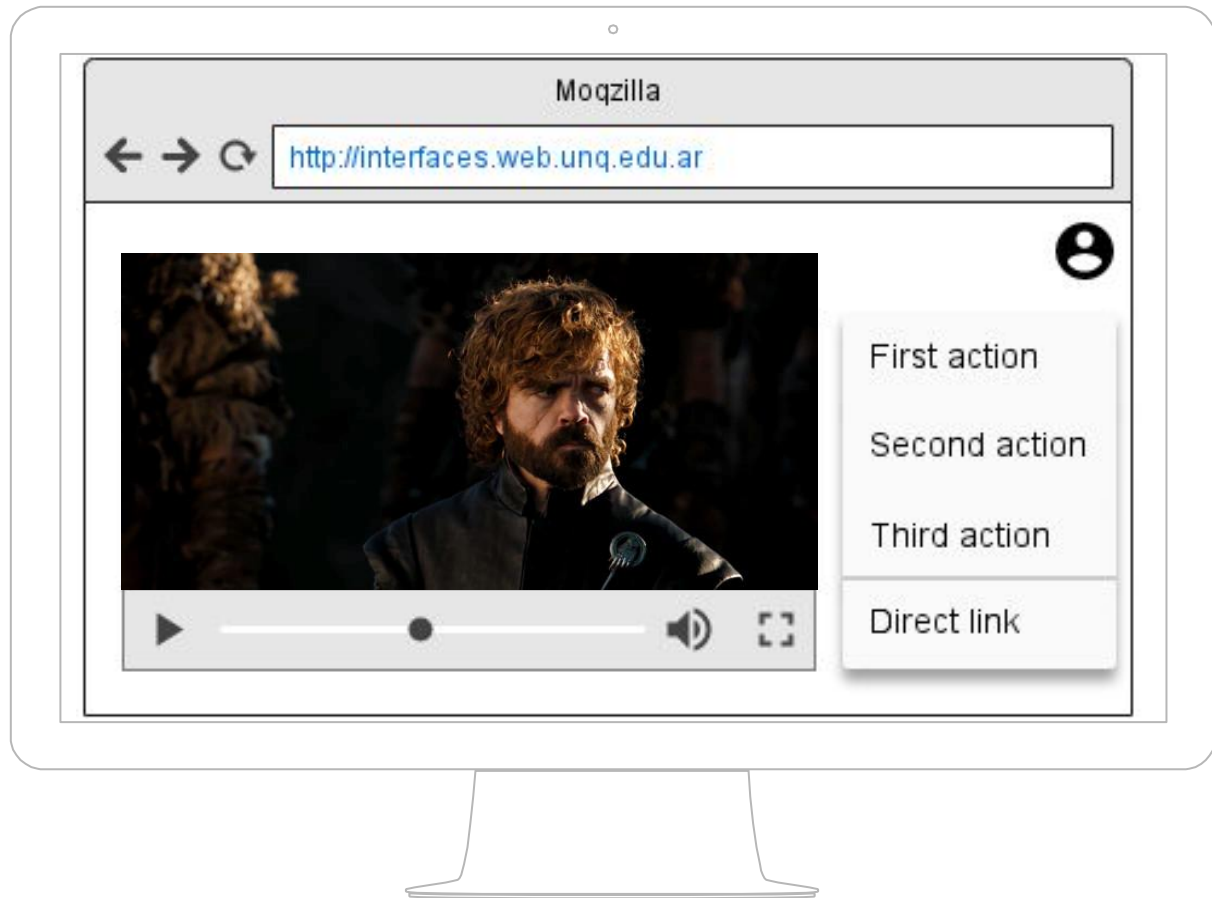 Moqzilla
http://interfaces.web.unq.edu.ar
First action
Second action
Third action
Direct link